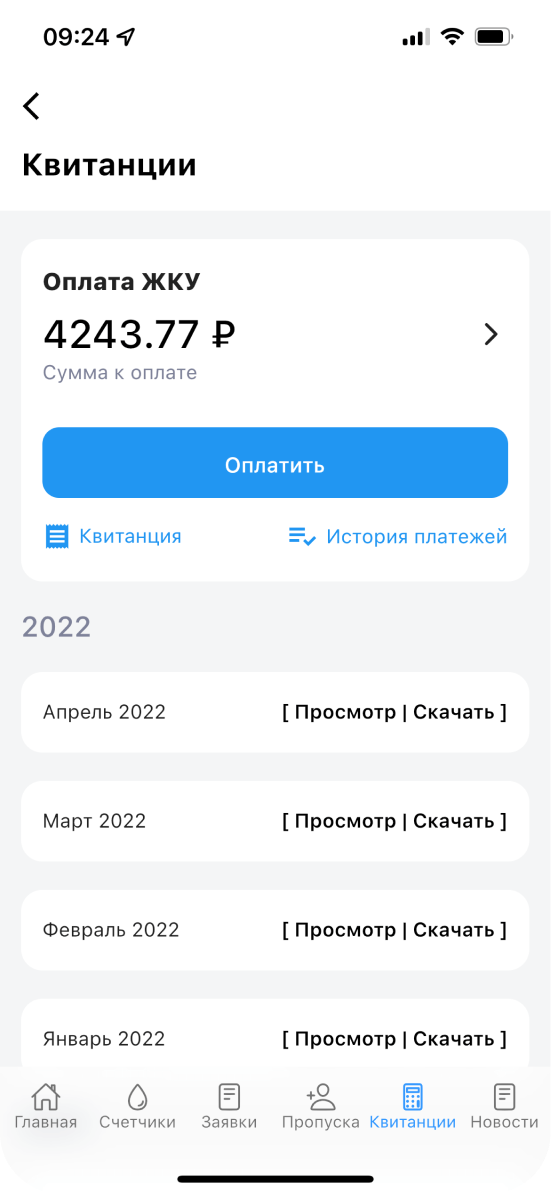 09:24
Квитанции
Оплата ЖКУ
4243.77 ₽
Сумма к оплате
Оплатить
Квитанция
История платежей
2022
Апрель 2022 [ Просмотр | Скачать ]
Март 2022 [ Просмотр | Скачать ]
Февраль 2022 [ Просмотр | Скачать ]
Январь 2022 [ Просмотр | Скачать ]
Главная Счетчики Заявки Пропуска Квитанции Новости